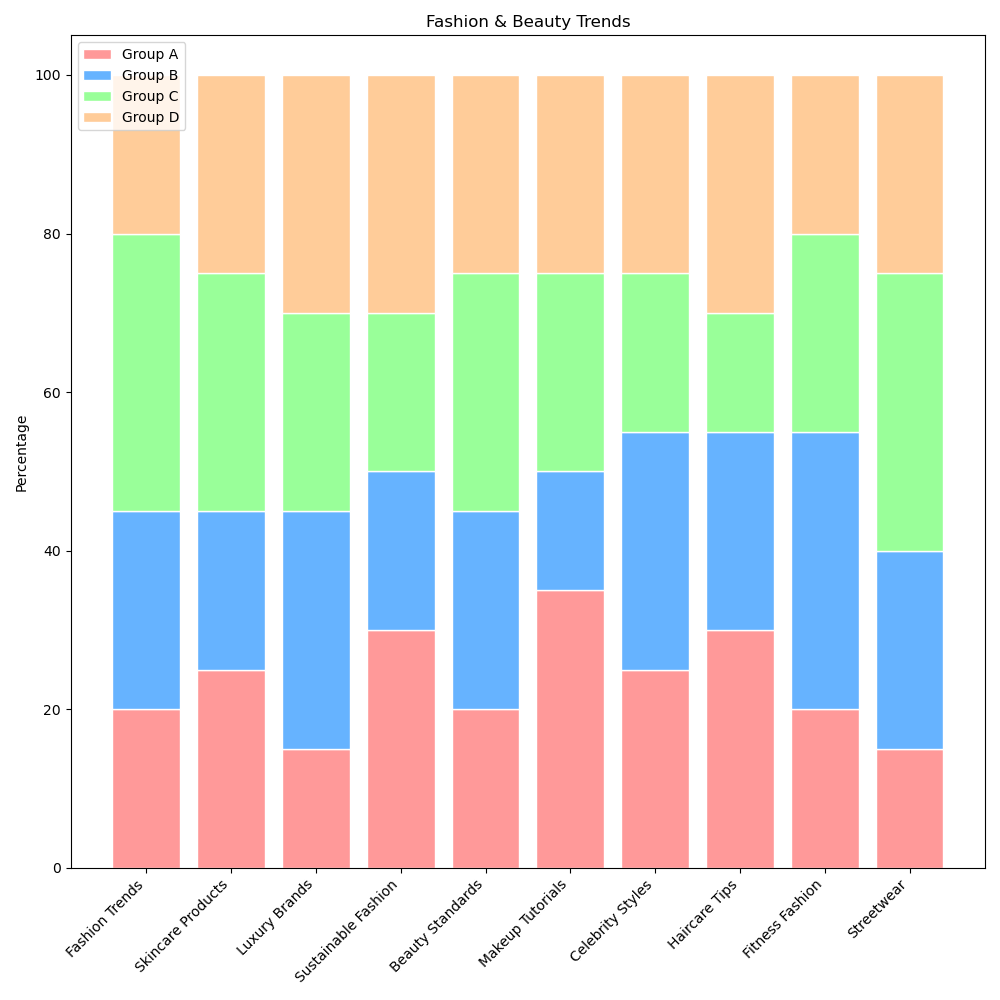 Fashion & Beauty Trends
Group A
Group B
Group C
Group D
Percentage
100
80
60
40
20
0
Fashion Trends
Skincare Products
Luxury Brands
Sustainable Fashion
Beauty Standards
Makeup Tutorials
Celebrity Styles
Haircare Tips
Fitness Fashion
Streetwear